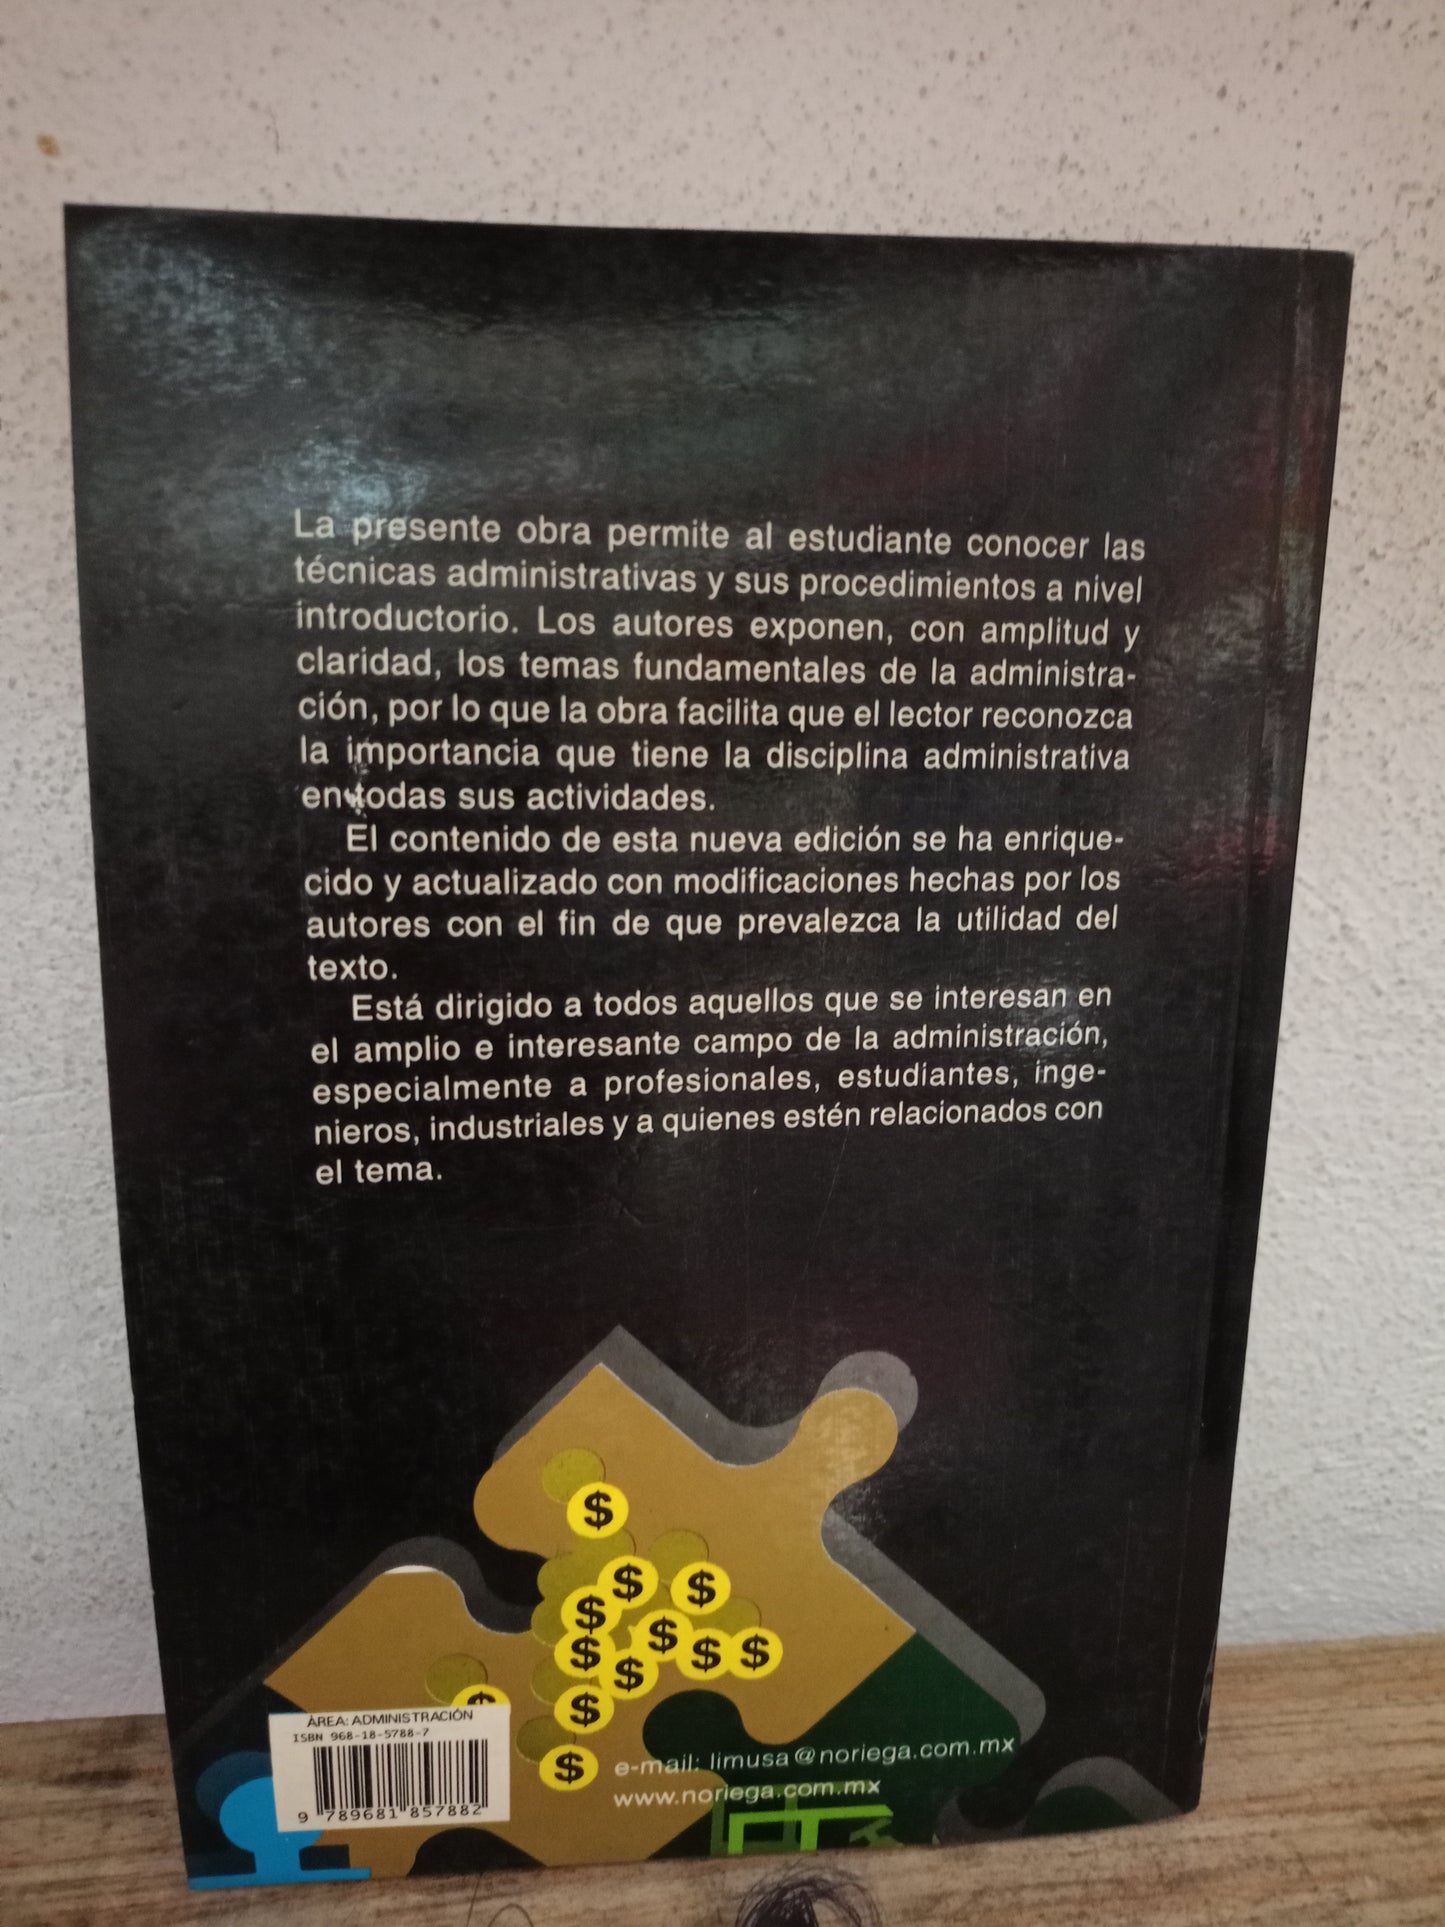 La presente obra permite al estudiante conocer las
técnicas administrativas y sus procedimientos a nivel
introductorio. Los autores exponen, con amplitud y
claridad, los temas fundamentales de la administra-
ción, por lo que la obra facilita que el lector reconozca
la importancia que tiene la disciplina administrativa
en todas sus actividades.
El contenido de esta nueva edición se ha enrique-
cido y actualizado con modificaciones hechas por los
autores con el fin de que prevalezca la utilidad del
texto.
Está dirigido a todos aquellos que se interesan en
el amplio e interesante campo de la administración,
especialmente a profesionales, estudiantes, inge-
nieros, industriales y a quienes estén relacionados con
el tema.
$
$
$
$
$
$
$
$
$
$
$
$
ÁREA: ADMINISTRACIÓN
ISBN 968-18-5788-7
9 789681 857882
$
e-mail: limusa@noriega.com.mx
www.noriega.com.mx